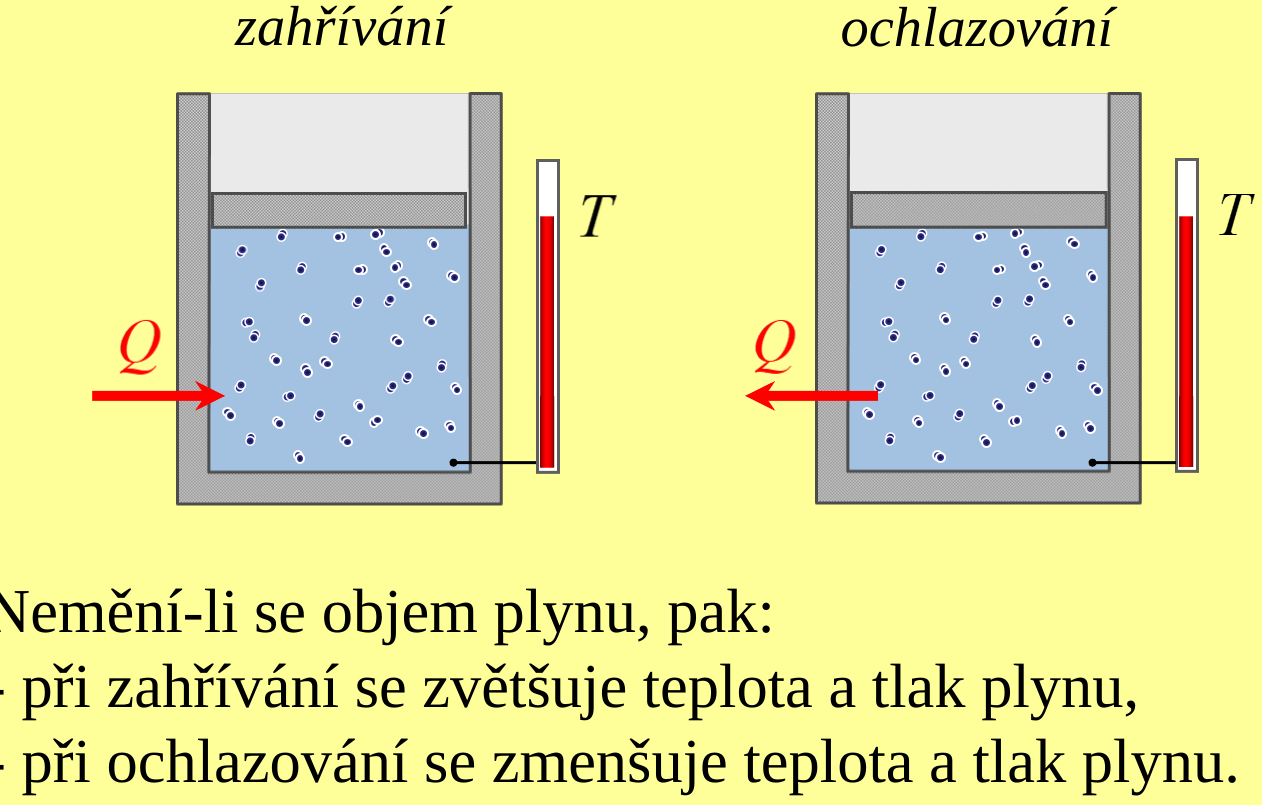 zahřívání
ochlazování
T
T
Q
Q
Nemění-li se objem plynu, pak:
- při zahřívání se zvětšuje teplota a tlak plynu,
- při ochlazování se zmenšuje teplota a tlak plynu.